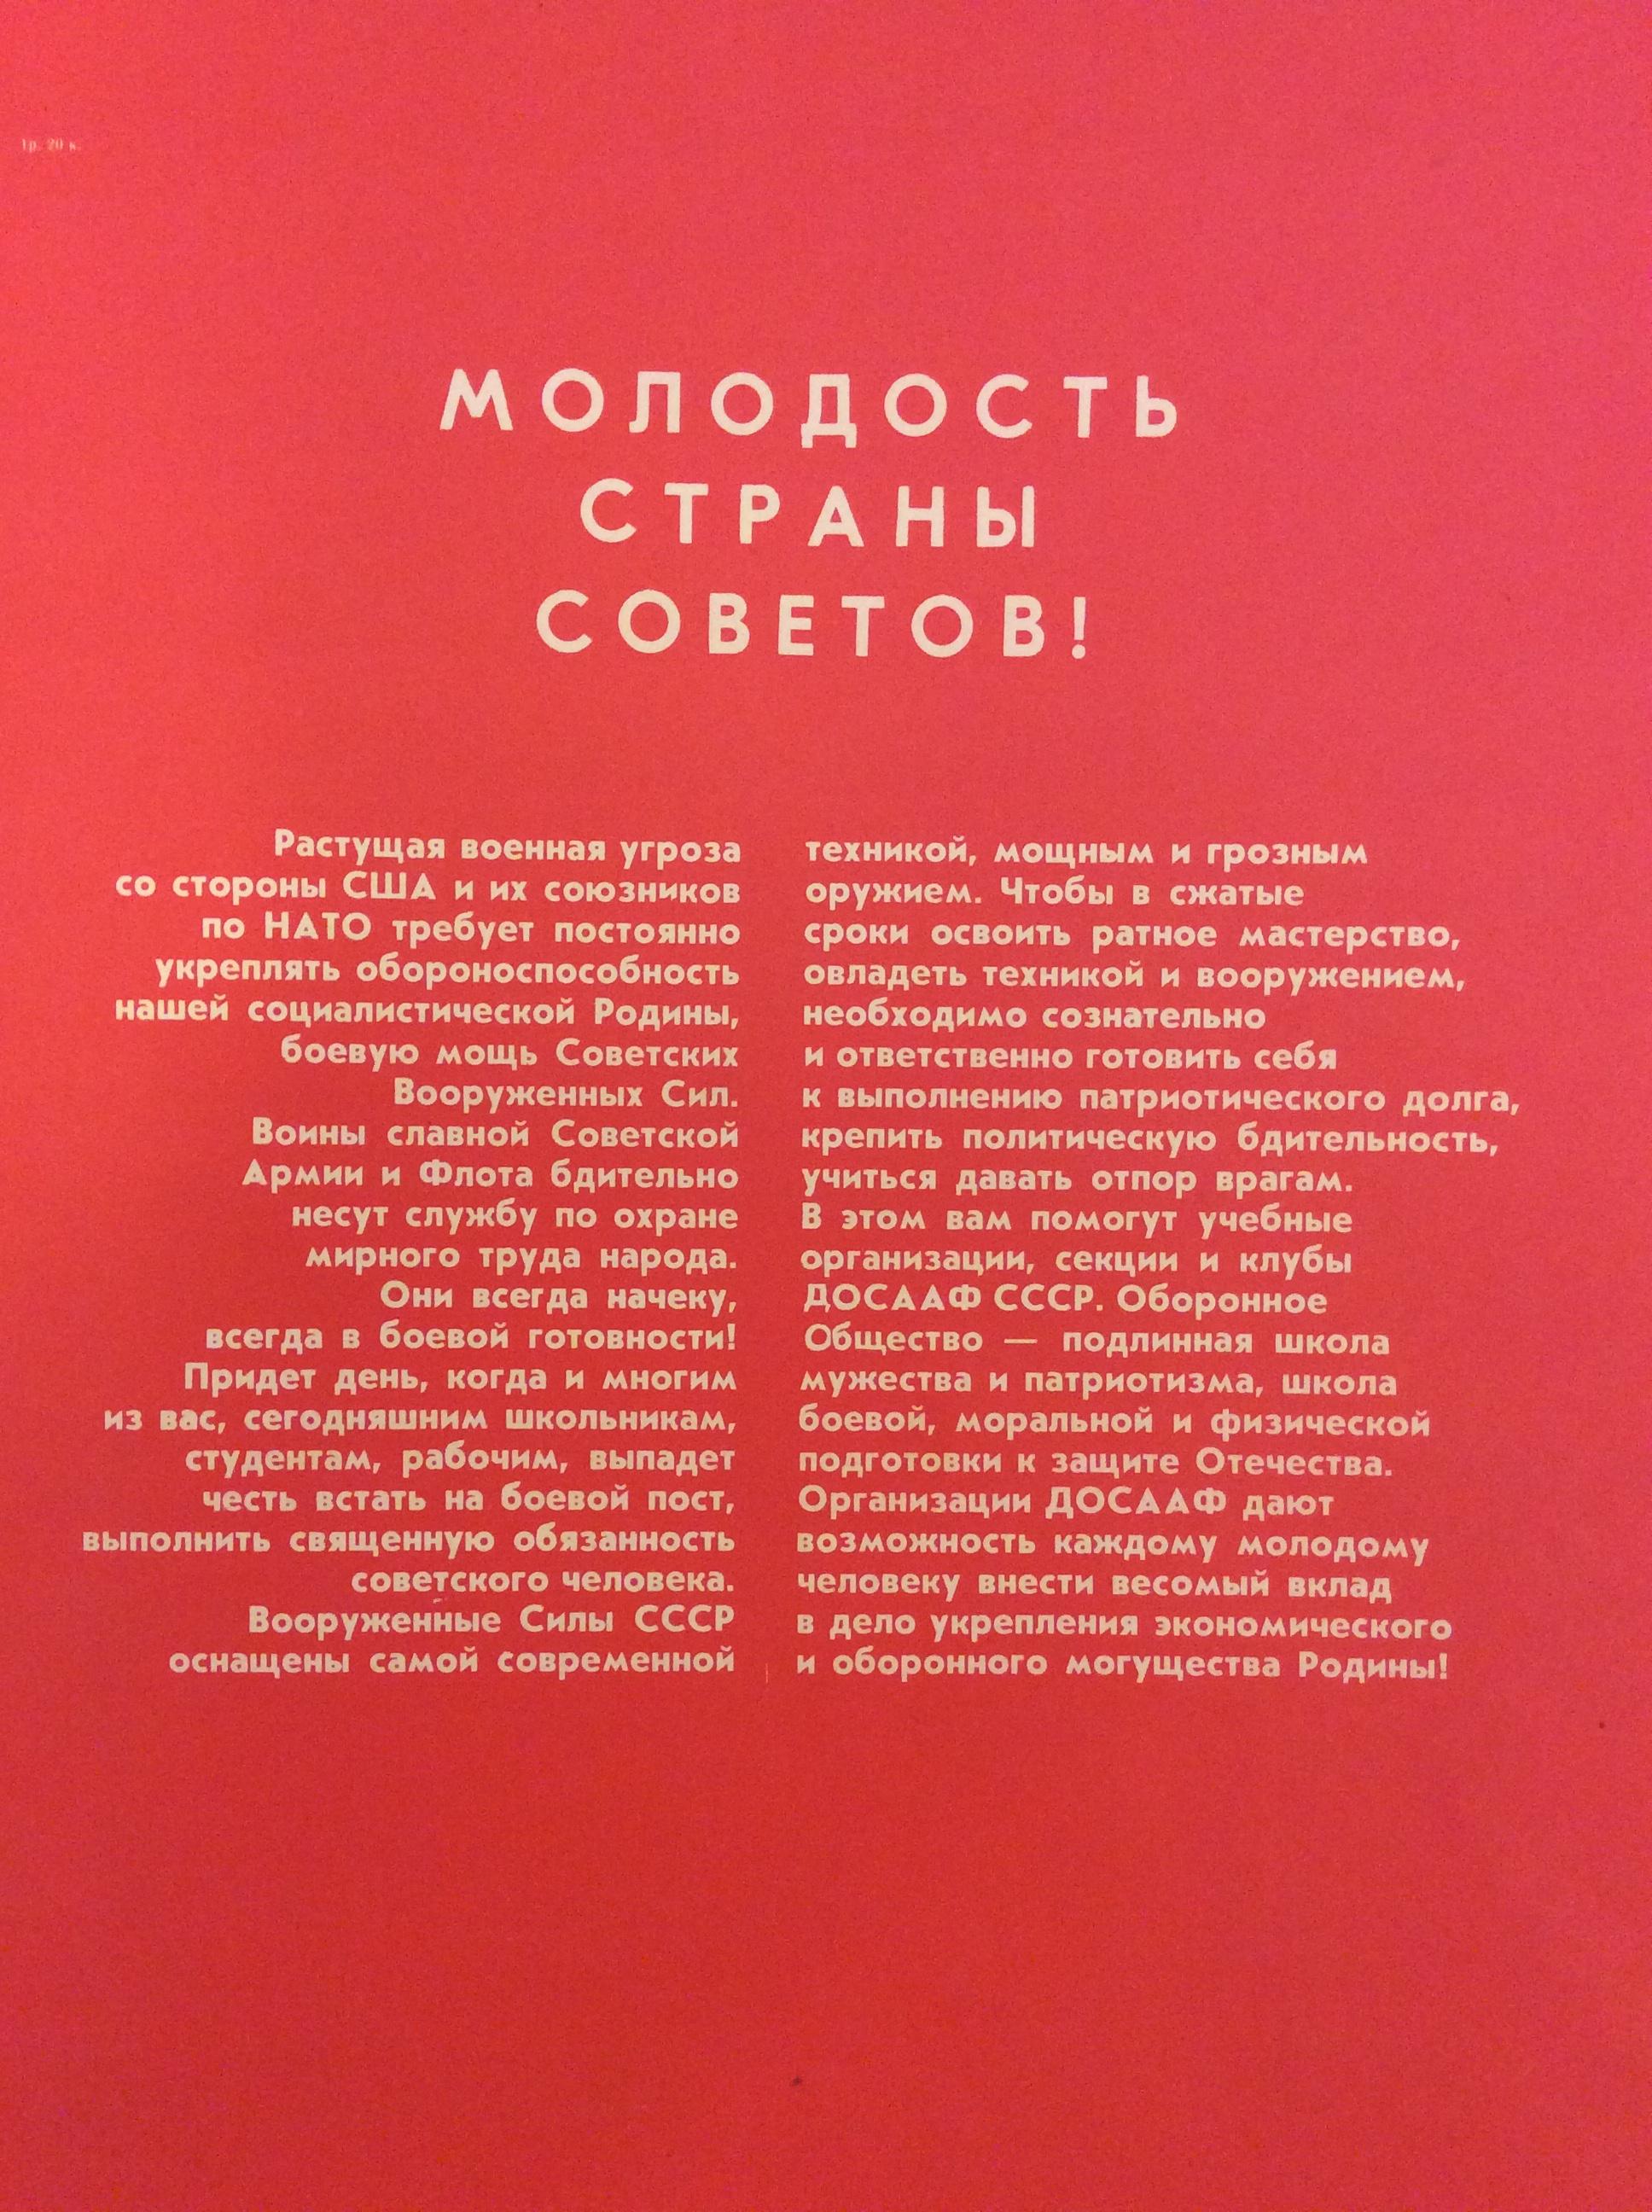 1р. 20 к.
МОЛОДОСТЬ
СТРАНЫ
СОВЕТОВ!
Растущая военная угроза
со стороны США и их союзников
по НАТО требует постоянно
укреплять обороноспособность
нашей социалистической Родины,
боевую мощь Советских
Вооруженных Сил.
Воины славной Советской
Армии и Флота бдительно
несут службу по охране
мирного труда народа.
Они всегда начеку,
всегда в боевой готовности!
Придет день, когда и многим
из вас, сегодняшним школьникам,
студентам, рабочим, выпадет
честь встать на боевой пост,
выполнить священную обязанность
советского человека.
Вооруженные Силы СССР
оснащены самой современной
техникой, мощным и грозным
оружием. Чтобы в сжатые
сроки освоить ратное мастерство,
овладеть техникой и вооружением,
необходимо сознательно
и ответственно готовить себя
к выполнению патриотического долга,
крепить политическую бдительность,
учиться давать отпор врагам.
В этом вам помогут учебные
организации, секции и клубы
ДОСААФ СССР. Оборонное
Общество — подлинная школа
мужества и патриотизма, школа
боевой, моральной и физической
подготовки к защите Отечества.
Организации ДОСААФ дают
возможность каждому молодому
человеку внести весомый вклад
в дело укрепления экономического
и оборонного могущества Родины!